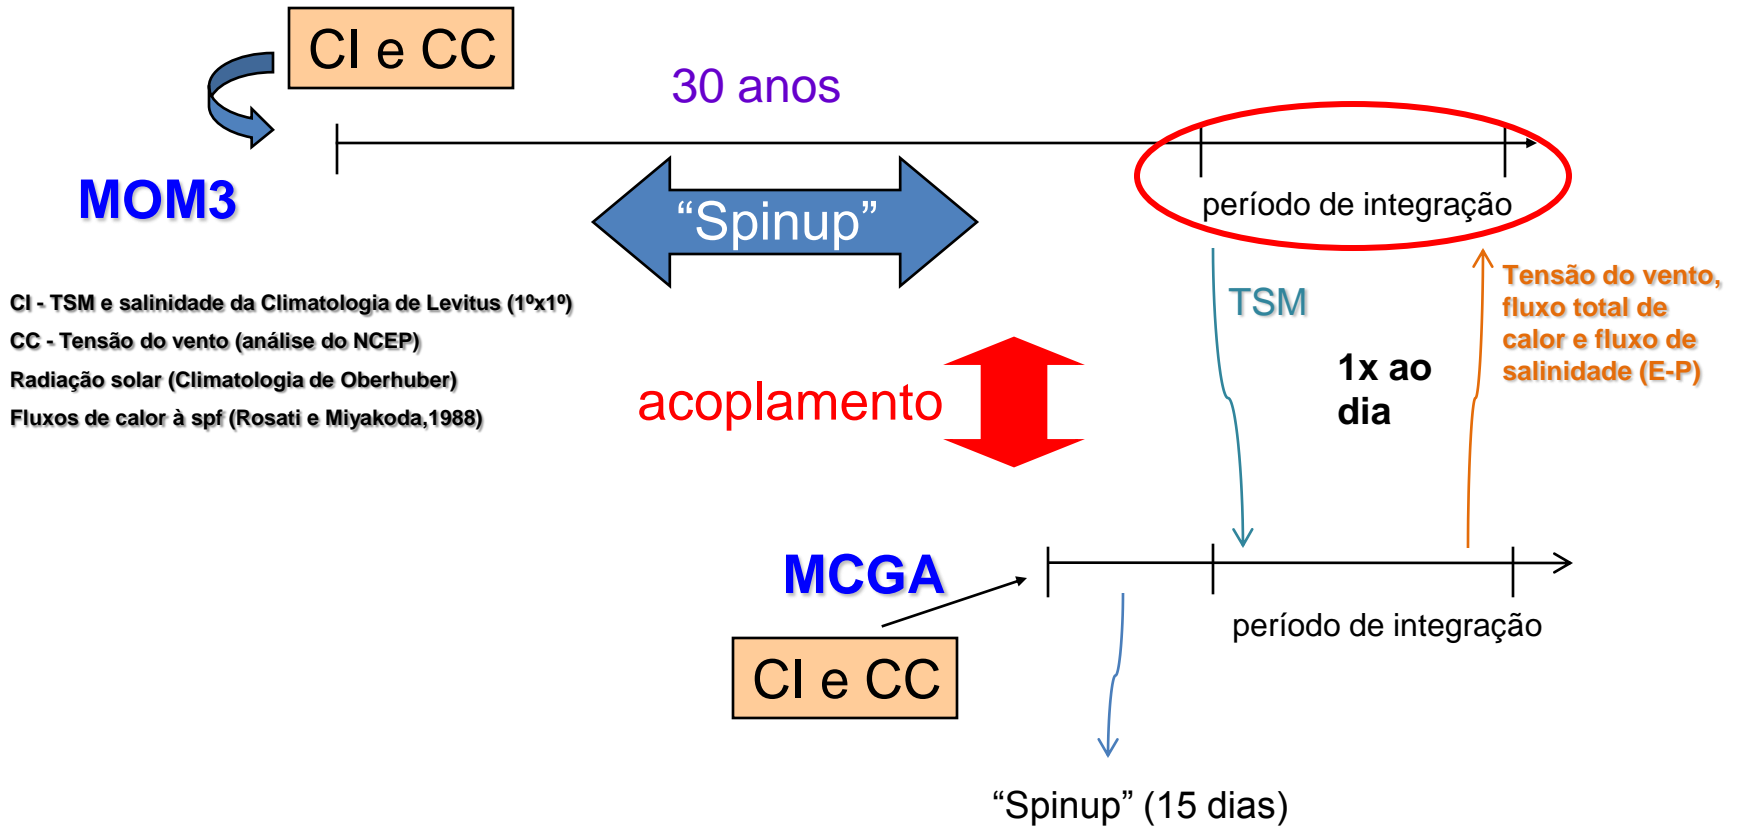 CI e CC
30 anos
MOM3
“Spinup”
período de integração
CI - TSM e salinidade da Climatologia de Levitus (1ºx1º)
CC - Tensão do vento (análise do NCEP)
Radiação solar (Climatologia de Oberhuber)
Fluxos de calor à spf (Rosati e Miyakoda,1988)
TSM
Tensão do vento,
fluxo total de
calor e fluxo de
salinidade (E-P)
1x ao
dia
acoplamento
MCGA
CI e CC
período de integração
“Spinup” (15 dias)